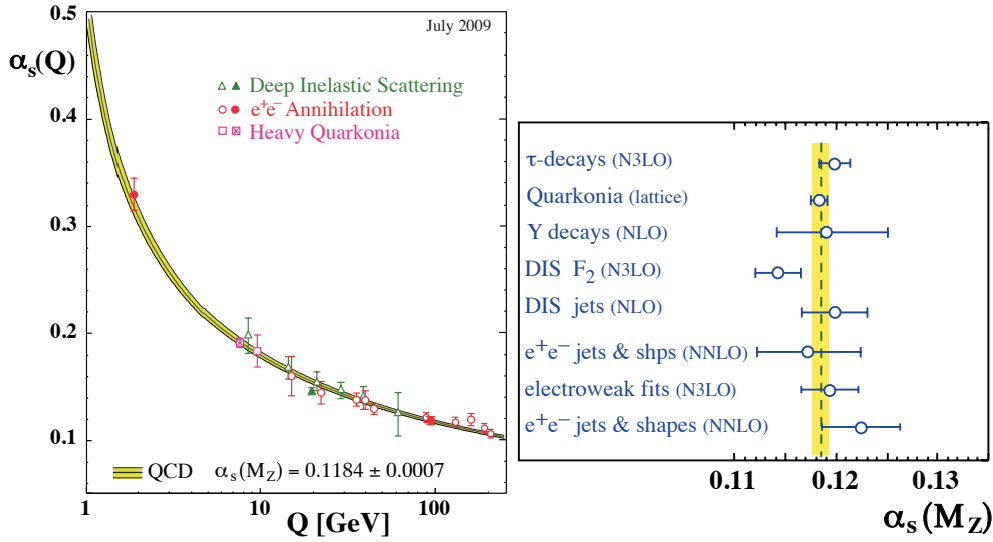 0.5
July 2009
αs(Q)
Deep Inelastic Scattering
e⁺e⁻ Annihilation
Heavy Quarkonia
0.4
0.3
0.2
0.1
QCD αs(MZ) = 0.1184 ± 0.0007
1 10 100
Q [GeV]
τ-decays (N3LO)
Quarkonia (lattice)
Υ decays (NLO)
DIS F₂ (N3LO)
DIS jets (NLO)
e⁺e⁻ jets & shps (NNLO)
electroweak fits (N3LO)
e⁺e⁻ jets & shapes (NNLO)
0.11 0.12 0.13
αs(MZ)